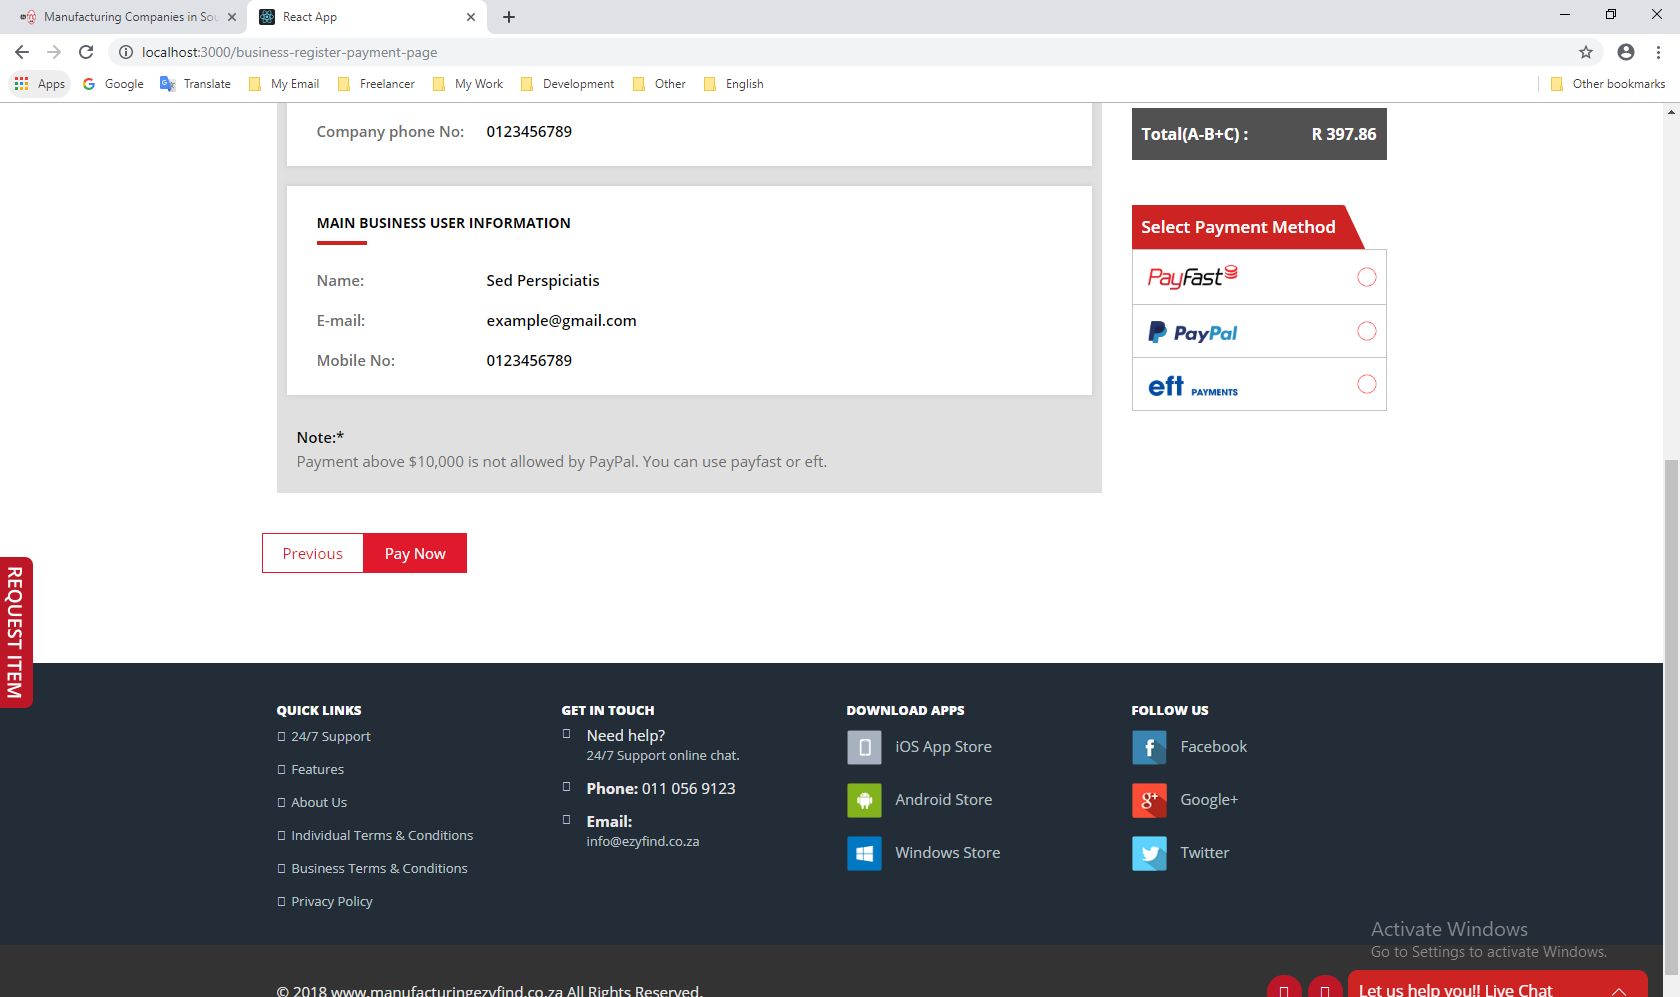 Manufacturing Companies in Sou
React App
localhost:3000/business-register-payment-page
Apps
Google
Translate
My Email
Freelancer
My Work
Development
Other
English
Other bookmarks
Company phone No: 0123456789
MAIN BUSINESS USER INFORMATION
Name: Sed Perspiciatis
E-mail: example@gmail.com
Mobile No: 0123456789
Note:*
Payment above $10,000 is not allowed by PayPal. You can use payfast or eft.
Total(A-B+C) : R 397.86
Select Payment Method
PayFast
PayPal
eft PAYMENTS
Previous
Pay Now
REQUEST ITEM
QUICK LINKS
24/7 Support
Features
About Us
Individual Terms & Conditions
Business Terms & Conditions
Privacy Policy
GET IN TOUCH
Need help?
24/7 Support online chat.
Phone: 011 056 9123
Email:
info@ezyfind.co.za
DOWNLOAD APPS
iOS App Store
Android Store
Windows Store
FOLLOW US
Facebook
Google+
Twitter
Activate Windows
Go to Settings to activate Windows.
© 2018 www.manufacturingezyfind.co.za All Rights Reserved.
Let us help you!! Live Chat